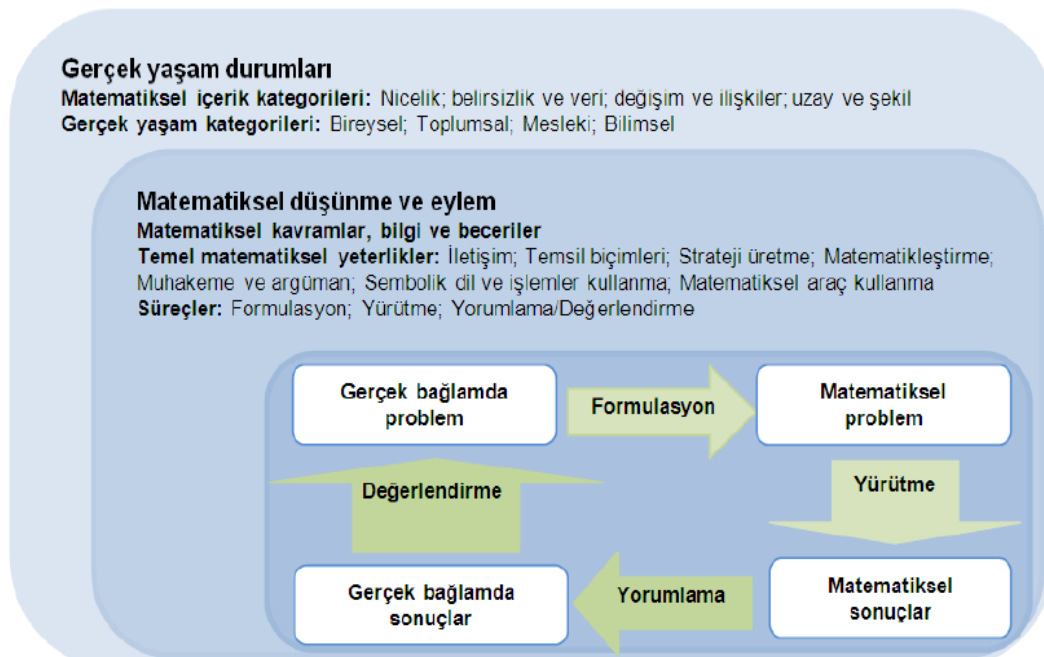 Gerçek yaşam durumları
Matematiksel içerik kategorileri: Nicelik; belirsizlik ve veri; değişim ve ilişkiler; uzay ve şekil
Gerçek yaşam kategorileri: Bireysel; Toplumsal; Mesleki; Bilimsel
Matematiksel düşünme ve eylem
Matematiksel kavramlar, bilgi ve beceriler
Temel matematiksel yeterlikler: İletişim; Temsil biçimleri; Strateji üretme; Matematikleştirme;
Muhakeme ve argüman; Sembolik dil ve işlemler kullanma; Matematiksel araç kullanma
Süreçler: Formulasyon; Yürütme; Yorumlama/Değerlendirme
Gerçek bağlamda
problem
Formulasyon
Matematiksel
problem
Değerlendirme
Yürütme
Gerçek bağlamda
sonuçlar
Yorumlama
Matematiksel
sonuçlar